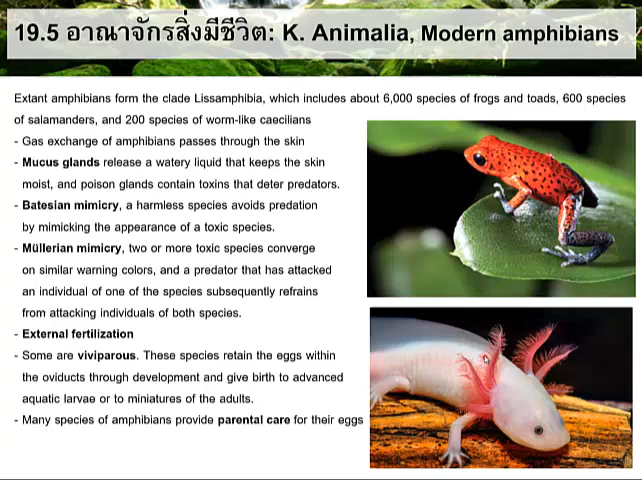 19.5 อาณาจักรสิ่งมีชีวิต: K. Animalia, Modern amphibians
Extant amphibians form the clade Lissamphibia, which includes about 6,000 species of frogs and toads, 600 species
of salamanders, and 200 species of worm-like caecilians
- Gas exchange of amphibians passes through the skin
- Mucus glands release a watery liquid that keeps the skin
moist, and poison glands contain toxins that deter predators.
- Batesian mimicry, a harmless species avoids predation
by mimicking the appearance of a toxic species.
- Müllerian mimicry, two or more toxic species converge
on similar warning colors, and a predator that has attacked
an individual of one of the species subsequently refrains
from attacking individuals of both species.
- External fertilization
- Some are viviparous. These species retain the eggs within
the oviducts through development and give birth to advanced
aquatic larvae or to miniatures of the adults.
- Many species of amphibians provide parental care for their eggs